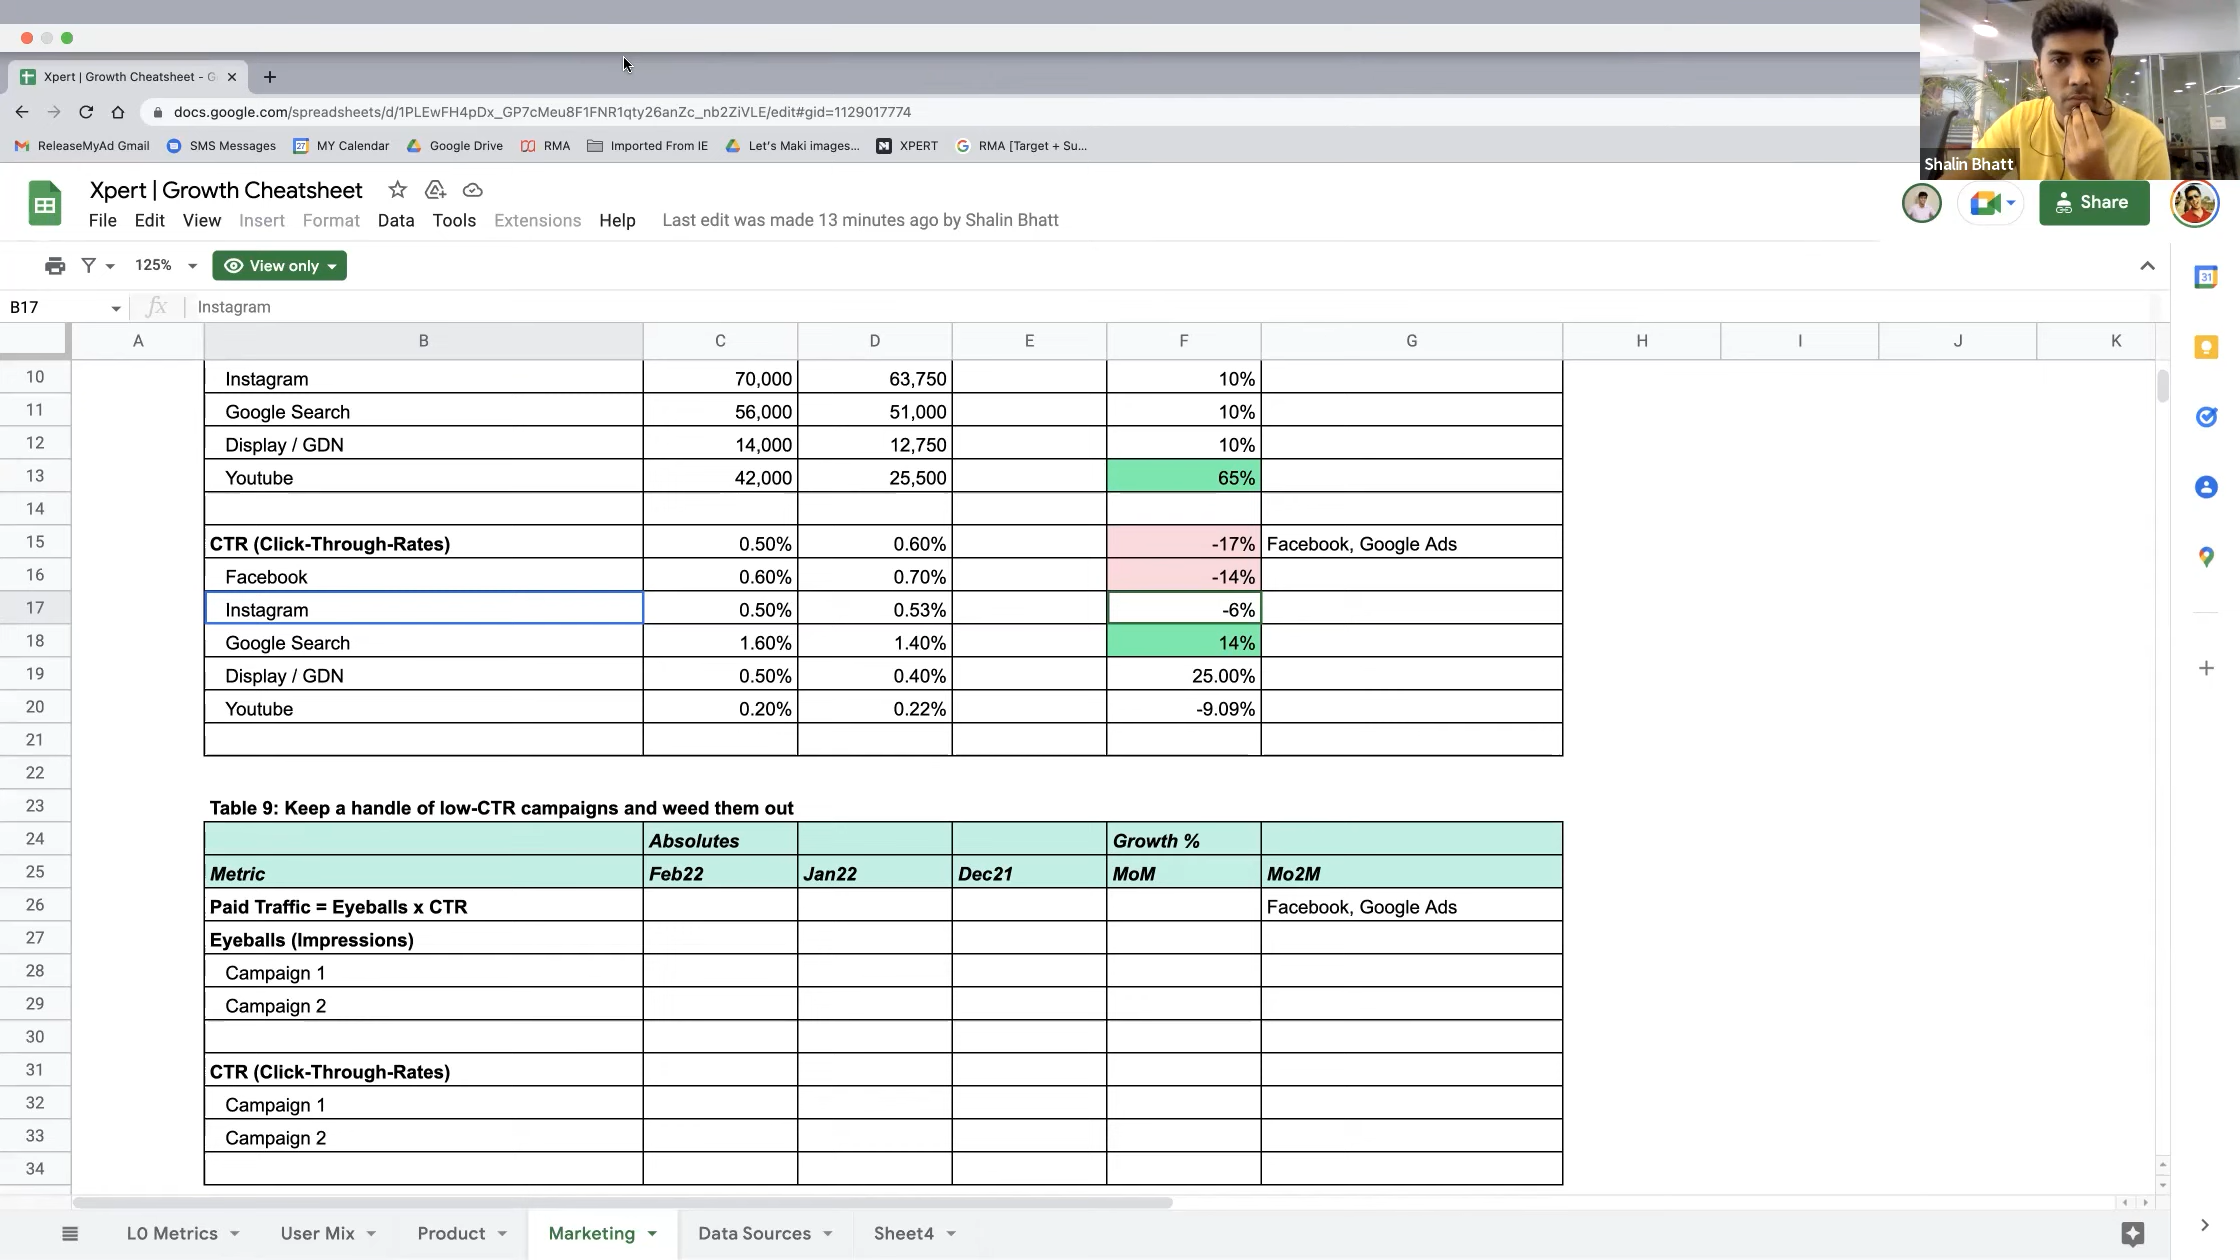 Xpert | Growth Cheatsheet - G
docs.google.com/spreadsheets/d/1PLEwFH4pDx_GP7cMeu8F1FNR1qty26anZc_nb2ZiVLE/edit#gid=1129017774
ReleaseMyAd Gmail SMS Messages 27 MY Calendar Google Drive RMA Imported From IE Let's Maki images... XPERT RMA [Target + Su...
Shalin Bhatt
Xpert | Growth Cheatsheet
Share
File Edit View Insert Format Data Tools Extensions Help Last edit was made 13 minutes ago by Shalin Bhatt
125% View only
31
B17 fx Instagram
A B C D E F G H I J K
10 Instagram 70,000 63,750 10%
11 Google Search 56,000 51,000 10%
12 Display / GDN 14,000 12,750 10%
13 Youtube 42,000 25,500 65%
14
15 CTR (Click-Through-Rates) 0.50% 0.60% -17% Facebook, Google Ads
16 Facebook 0.60% 0.70% -14%
17 Instagram 0.50% 0.53% -6%
18 Google Search 1.60% 1.40% 14%
19 Display / GDN 0.50% 0.40% 25.00%
20 Youtube 0.20% 0.22% -9.09%
21
22
23 Table 9: Keep a handle of low-CTR campaigns and weed them out
24 Absolutes Growth %
25 Metric Feb22 Jan22 Dec21 MoM Mo2M
26 Paid Traffic = Eyeballs x CTR Facebook, Google Ads
27 Eyeballs (Impressions)
28 Campaign 1
29 Campaign 2
30
31 CTR (Click-Through-Rates)
32 Campaign 1
33 Campaign 2
34
L0 Metrics User Mix Product Marketing Data Sources Sheet4